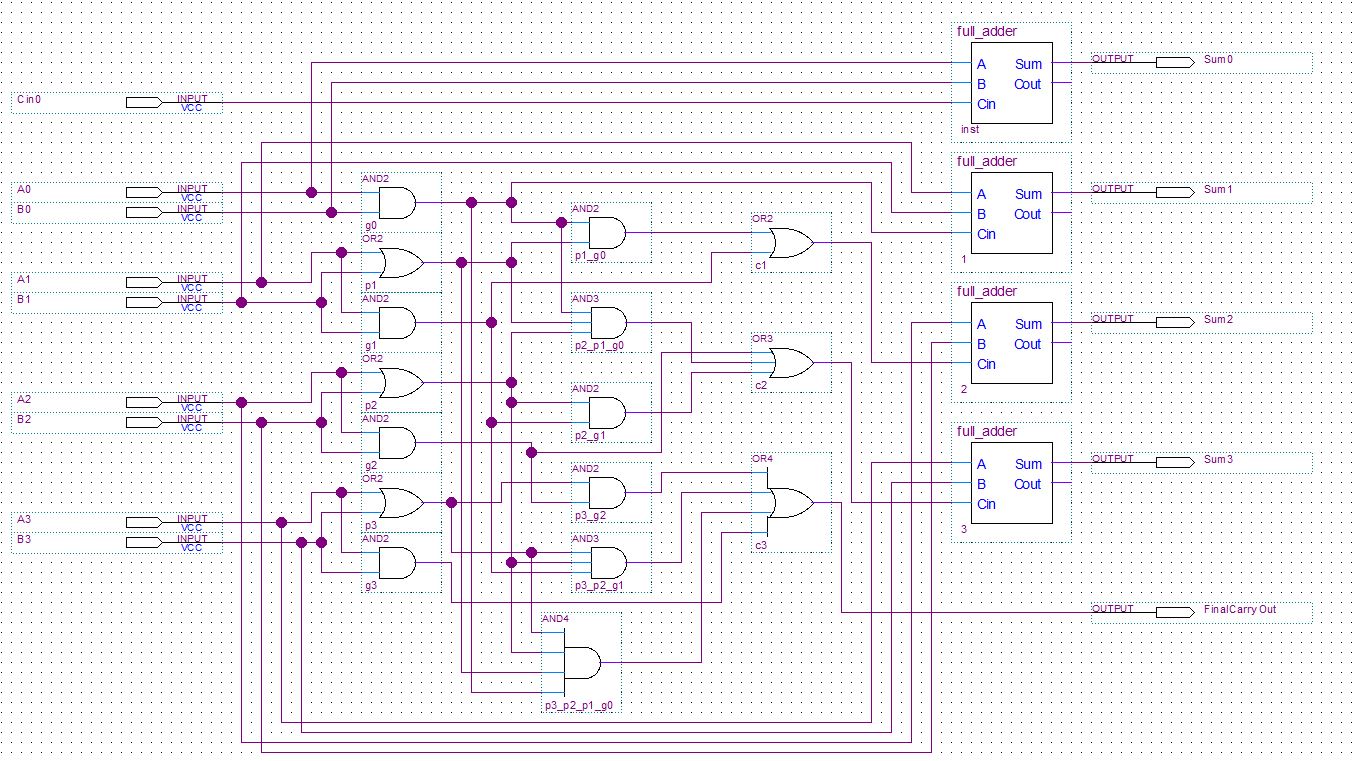 full_adder
A Sum
B Cout
Cin
inst
OUTPUT Sum0
Cin0 INPUT
VCC
full_adder
A Sum
B Cout
Cin
1
OUTPUT Sum1
A0 INPUT
VCC
B0 INPUT
VCC
AND2
g0
AND2
p1_g0
OR2
c1
OR2
p1
A1 INPUT
VCC
B1 INPUT
VCC
AND2
g1
AND3
p2_p1_g0
full_adder
A Sum
B Cout
Cin
2
OUTPUT Sum2
OR3
c2
OR2
p2
A2 INPUT
VCC
B2 INPUT
VCC
AND2
g2
AND2
p2_g1
full_adder
A Sum
B Cout
Cin
3
OUTPUT Sum3
OR4
c3
AND2
p3_g2
OR2
p3
A3 INPUT
VCC
B3 INPUT
VCC
AND2
g3
AND3
p3_p2_g1
OUTPUT FinalCarryOut
AND4
p3_p2_p1_g0